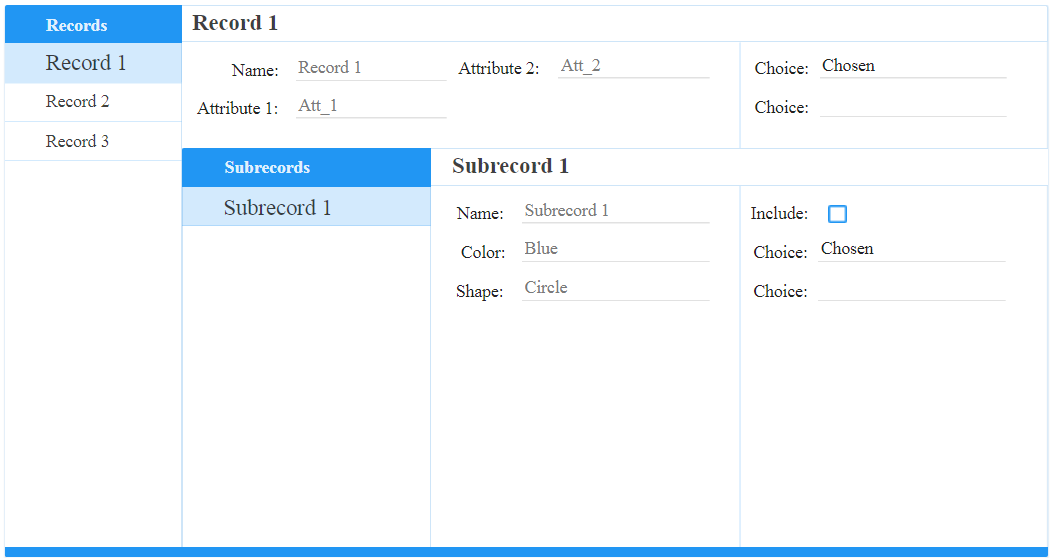 Records
Record 1
Record 2
Record 3
Record 1
Name: Record 1
Attribute 2: Att_2
Attribute 1: Att_1
Choice: Chosen
Choice:
Subrecords
Subrecord 1
Subrecord 1
Name: Subrecord 1
Color: Blue
Shape: Circle
Include:
Choice: Chosen
Choice: